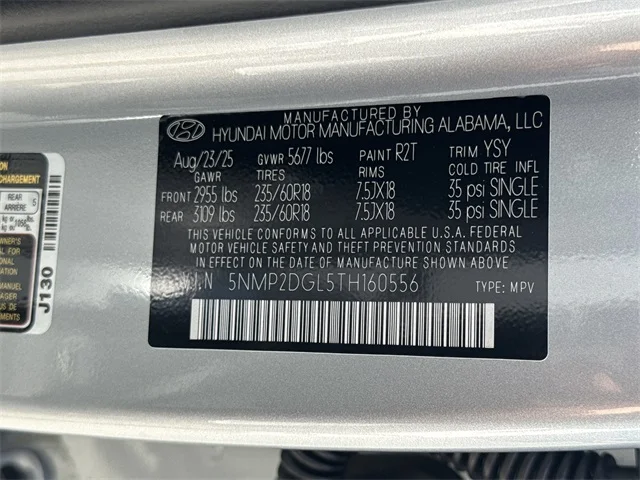 MANUFACTURED BY
HYUNDAI MOTOR MANUFACTURING ALABAMA, LLC
Aug/23/25 GVWR 5677 lbs PAINT R2T TRIM YSY
GAWR TIRES RIMS COLD TIRE INFL
FRONT 2955 lbs 235/60R18 7.5JX18 35 psi SINGLE
REAR 3109 lbs 235/60R18 7.5JX18 35 psi SINGLE
THIS VEHICLE CONFORMS TO ALL APPLICABLE U.S.A. FEDERAL
MOTOR VEHICLE SAFETY AND THEFT PREVENTION STANDARDS
IN EFFECT ON THE DATE OF MANUFACTURE SHOWN ABOVE.
V.I.N 5NMP2DGL5TH160556 TYPE: MPV
REAR
ARRIÈRE 5
J130